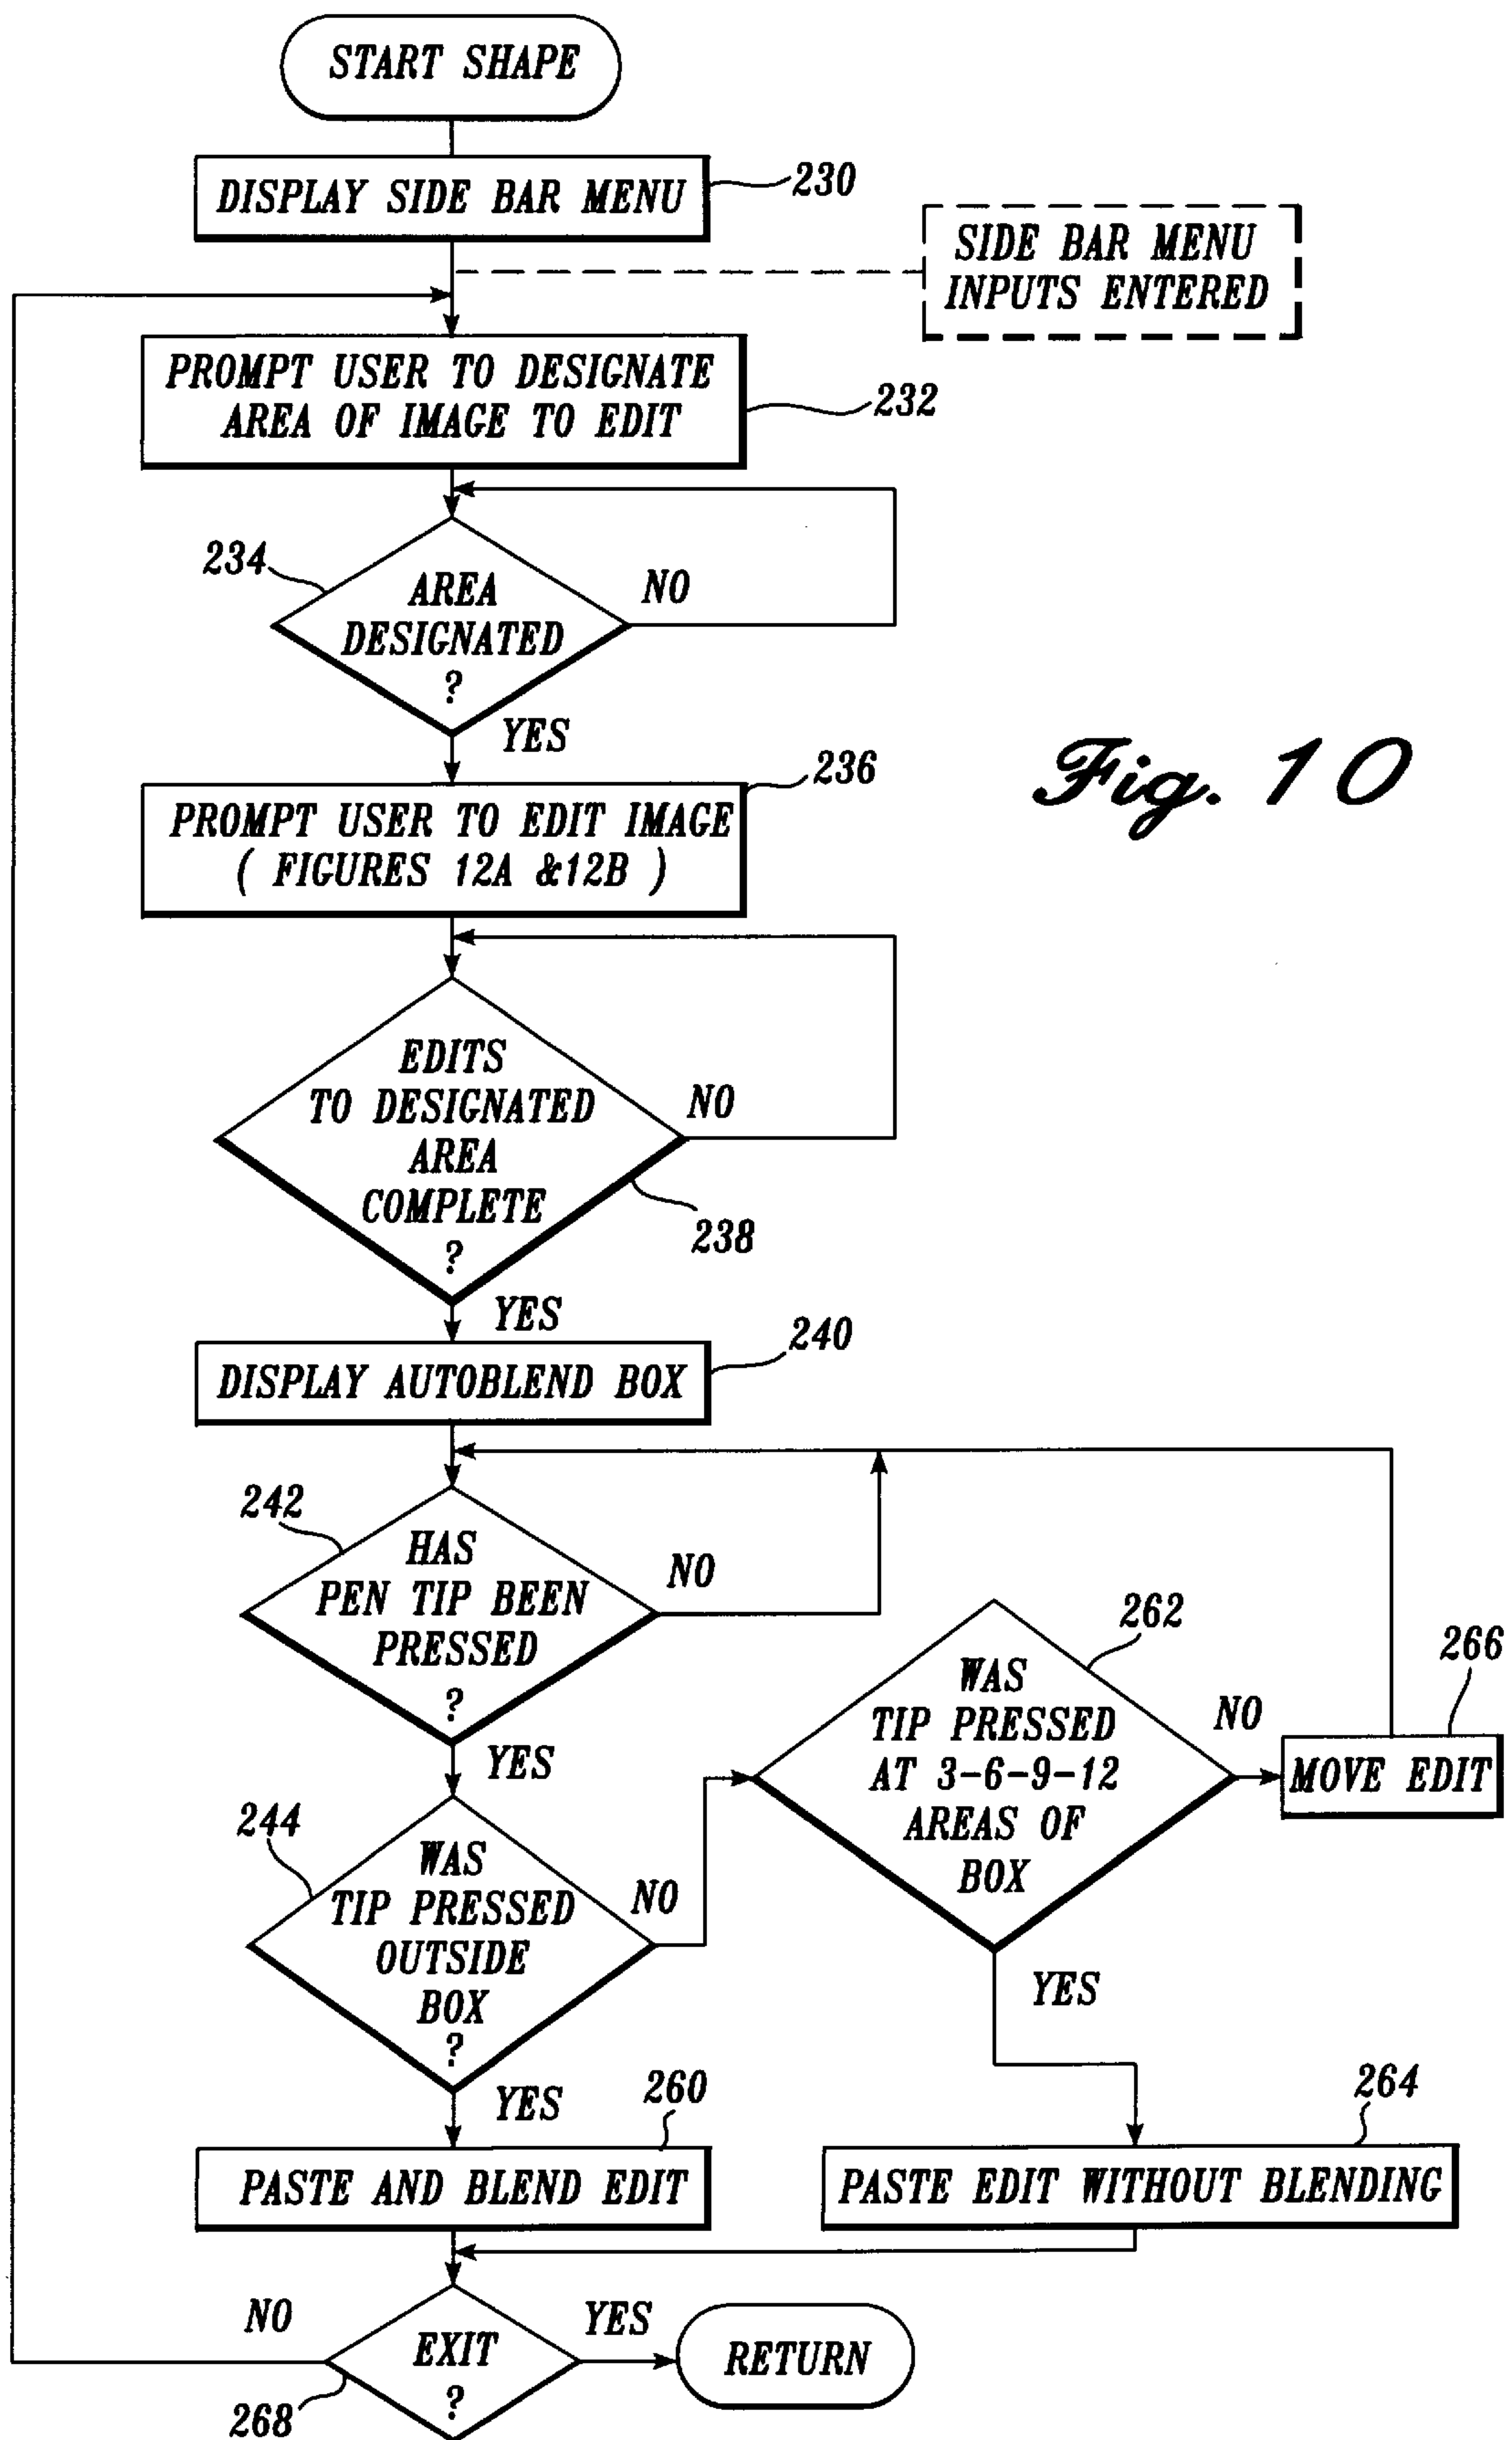 START SHAPE
DISPLAY SIDE BAR MENU
230
SIDE BAR MENU
INPUTS ENTERED
PROMPT USER TO DESIGNATE
AREA OF IMAGE TO EDIT
232
234
AREA
DESIGNATED
?
NO
YES
Fig. 10
236
PROMPT USER TO EDIT IMAGE
( FIGURES 12A &12B )
EDITS
TO DESIGNATED
AREA
COMPLETE
?
NO
238
YES
240
DISPLAY AUTOBLEND BOX
242
HAS
PEN TIP BEEN
PRESSED
?
NO
YES
262
WAS
TIP PRESSED
AT 3-6-9-12
AREAS OF
BOX
NO
266
MOVE EDIT
YES
244
WAS
TIP PRESSED
OUTSIDE
BOX
?
NO
YES
260
PASTE AND BLEND EDIT
264
PASTE EDIT WITHOUT BLENDING
NO
EXIT
?
YES
RETURN
268